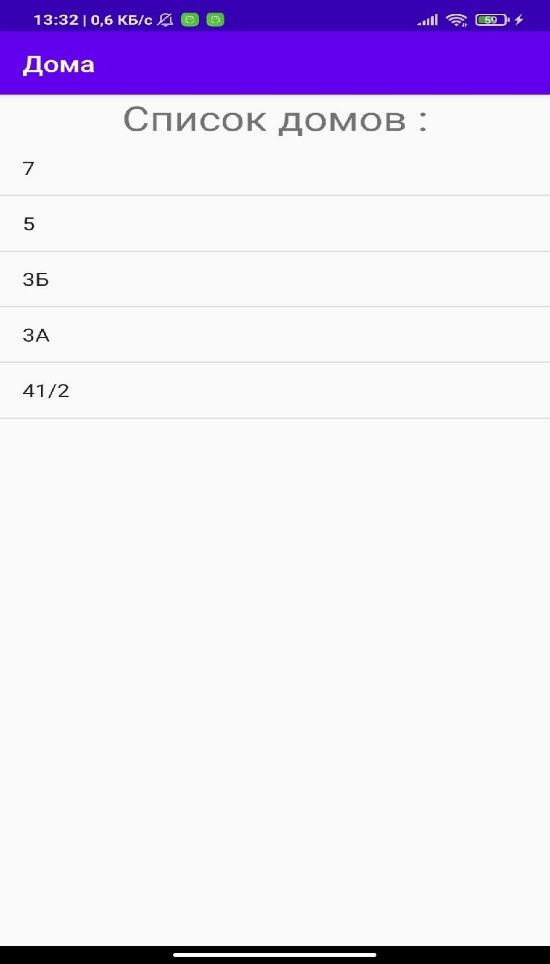 13:32 | 0,6 КБ/с 59
Дома
Список домов :
7
5
3Б
3А
41/2